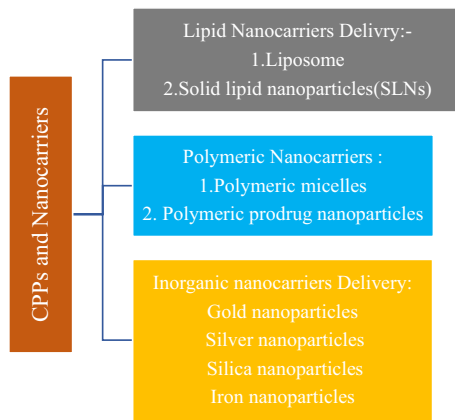 CPPs and Nanocarriers
Lipid Nanocarriers Delivry:-
1.Liposome
2.Solid lipid nanoparticles(SLNs)
Polymeric Nanocarriers :
1.Polymeric micelles
2. Polymeric prodrug nanoparticles
Inorganic nanocarriers Delivery:
Gold nanoparticles
Silver nanoparticles
Silica nanoparticles
Iron nanoparticles